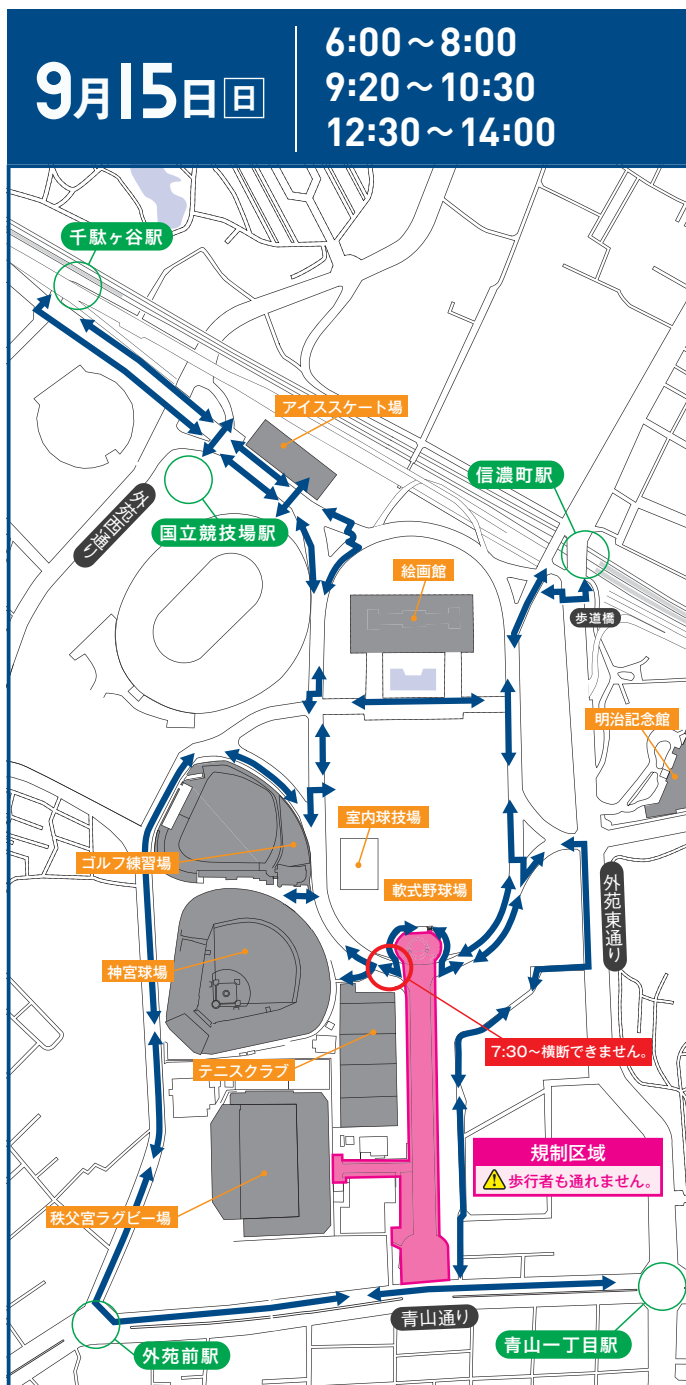 9月15日日
6:00～8:00
9:20～10:30
12:30～14:00
千駄ヶ谷駅
アイススケート場
信濃町駅
外苑西通り
国立競技場駅
絵画館
歩道橋
明治記念館
室内球技場
ゴルフ練習場
軟式野球場
外苑東通り
神宮球場
7:30～横断できません。
テニスクラブ
規制区域
歩行者も通れません。
秩父宮ラグビー場
青山通り
外苑前駅
青山一丁目駅